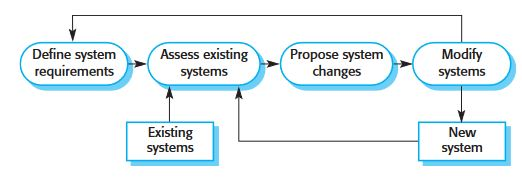 Define system
requirements
Assess existing
systems
Propose system
changes
Modify
systems
Existing
systems
New
system